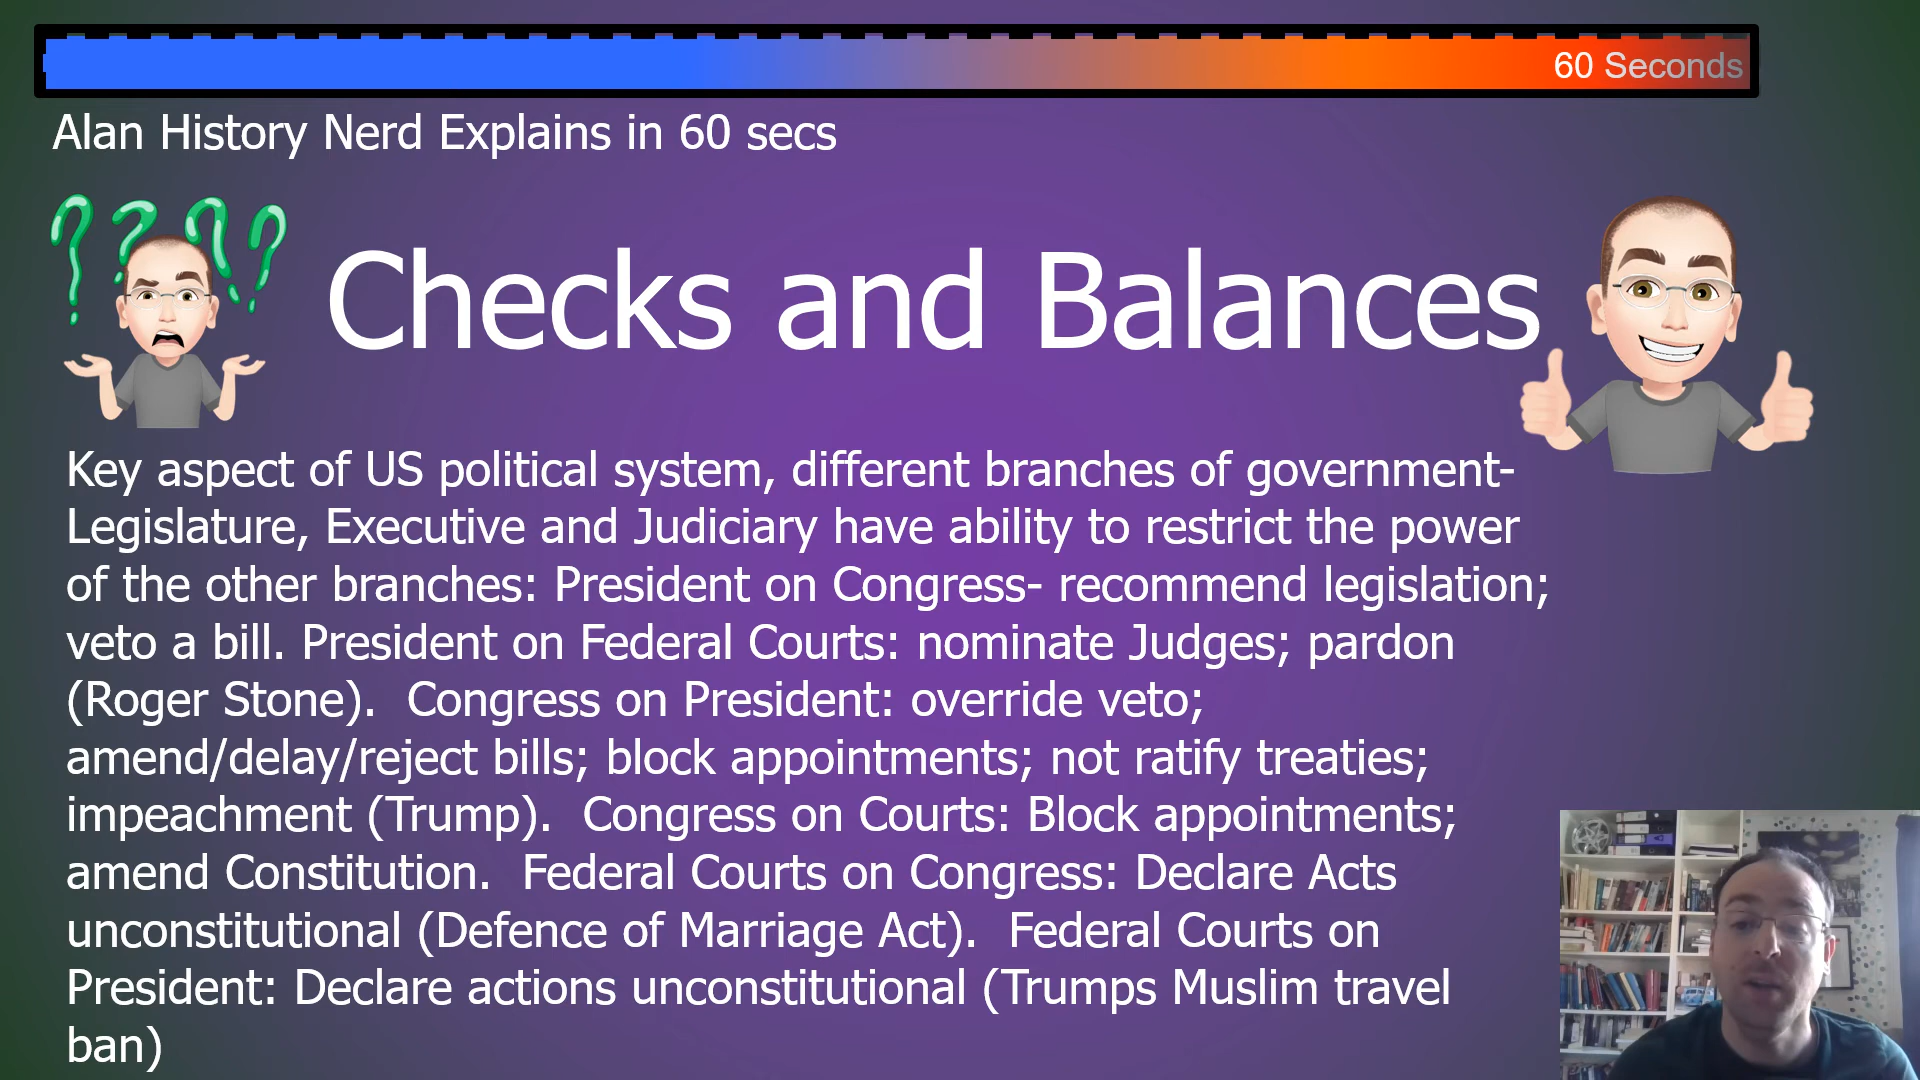 60 Seconds
Alan History Nerd Explains in 60 secs
Checks and Balances
Key aspect of US political system, different branches of government-
Legislature, Executive and Judiciary have ability to restrict the power
of the other branches: President on Congress- recommend legislation;
veto a bill. President on Federal Courts: nominate Judges; pardon
(Roger Stone).  Congress on President: override veto;
amend/delay/reject bills; block appointments; not ratify treaties;
impeachment (Trump).  Congress on Courts: Block appointments;
amend Constitution.  Federal Courts on Congress: Declare Acts
unconstitutional (Defence of Marriage Act).  Federal Courts on
President: Declare actions unconstitutional (Trumps Muslim travel
ban)